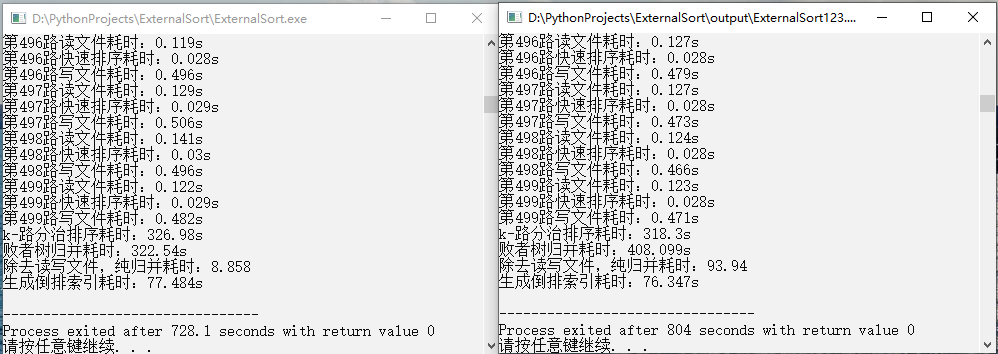 D:\PythonProjects\ExternalSort\ExternalSort.exe
第496路读文件耗时：0.119s
第496路快速排序耗时：0.028s
第496路写文件耗时：0.496s
第497路读文件耗时：0.129s
第497路快速排序耗时：0.029s
第497路写文件耗时：0.506s
第498路读文件耗时：0.141s
第498路快速排序耗时：0.03s
第498路写文件耗时：0.496s
第499路读文件耗时：0.122s
第499路快速排序耗时：0.029s
第499路写文件耗时：0.482s
k-路分治排序耗时：326.98s
败者树归并耗时：322.54s
除去读写文件，纯归并耗时：8.858
生成倒排索引耗时：77.484s
--------------------------------
Process exited after 728.1 seconds with return value 0
请按任意键继续. . .
D:\PythonProjects\ExternalSort\output\ExternalSort123....
第496路读文件耗时：0.127s
第496路快速排序耗时：0.028s
第496路写文件耗时：0.479s
第497路读文件耗时：0.127s
第497路快速排序耗时：0.028s
第497路写文件耗时：0.473s
第498路读文件耗时：0.124s
第498路快速排序耗时：0.028s
第498路写文件耗时：0.466s
第499路读文件耗时：0.123s
第499路快速排序耗时：0.028s
第499路写文件耗时：0.471s
k-路分治排序耗时：318.3s
败者树归并耗时：408.099s
除去读写文件，纯归并耗时：93.94
生成倒排索引耗时：76.347s
--------------------------------
Process exited after 804 seconds with return value 0
请按任意键继续. . .